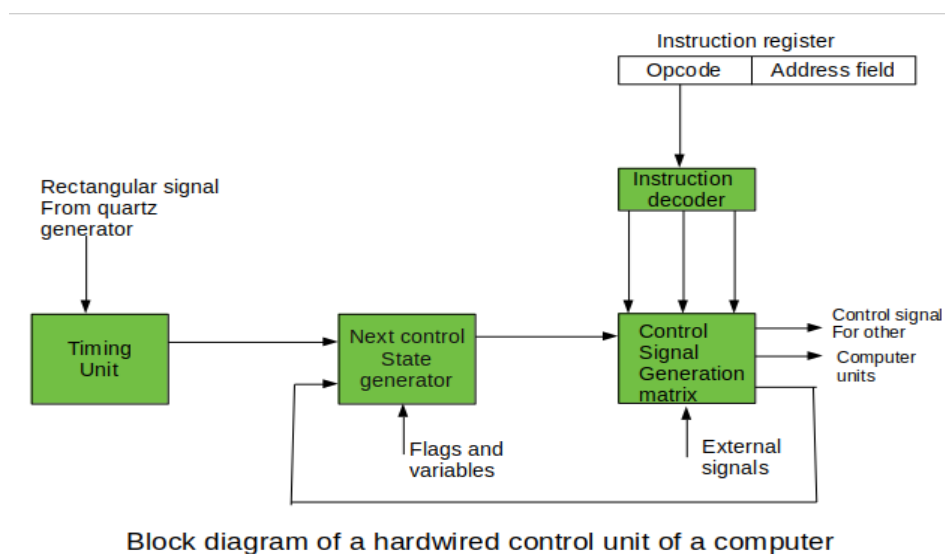 Instruction register
Opcode
Address field
Instruction
decoder
Rectangular signal
From quartz
generator
Timing
Unit
Next control
State
generator
Control
Signal
Generation
matrix
Control signal
For other
Computer
units
Flags and
variables
External
signals
Block diagram of a hardwired control unit of a computer